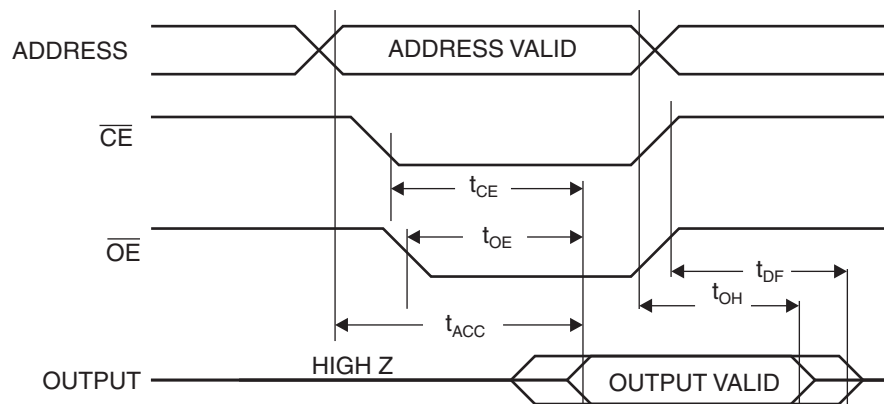 ADDRESS
ADDRESS VALID
CE
tCE
OE
tOE
tDF
tOH
tACC
HIGH Z
OUTPUT
OUTPUT VALID